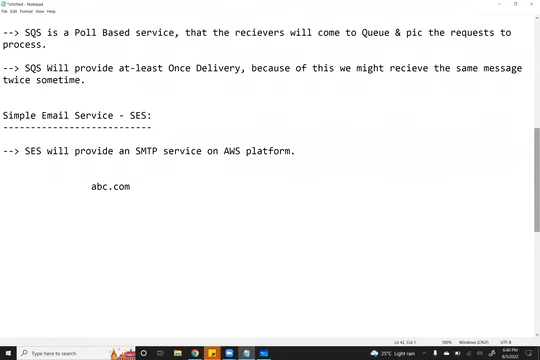 *Untitled - Notepad
File Edit Format View Help
--> SQS is a Poll Based service, that the recievers will come to Queue & pic the requests to
process.
--> SQS Will provide at-least Once Delivery, because of this we might recieve the same message
twice sometime.
Simple Email Service - SES:
---------------------------
--> SES will provide an SMTP service on AWS platform.
abc.com
Ln 42, Col 1 100% Windows (CRLF) UTF-8
Type here to search 25°C Light rain 6:40 PM
8/5/2022